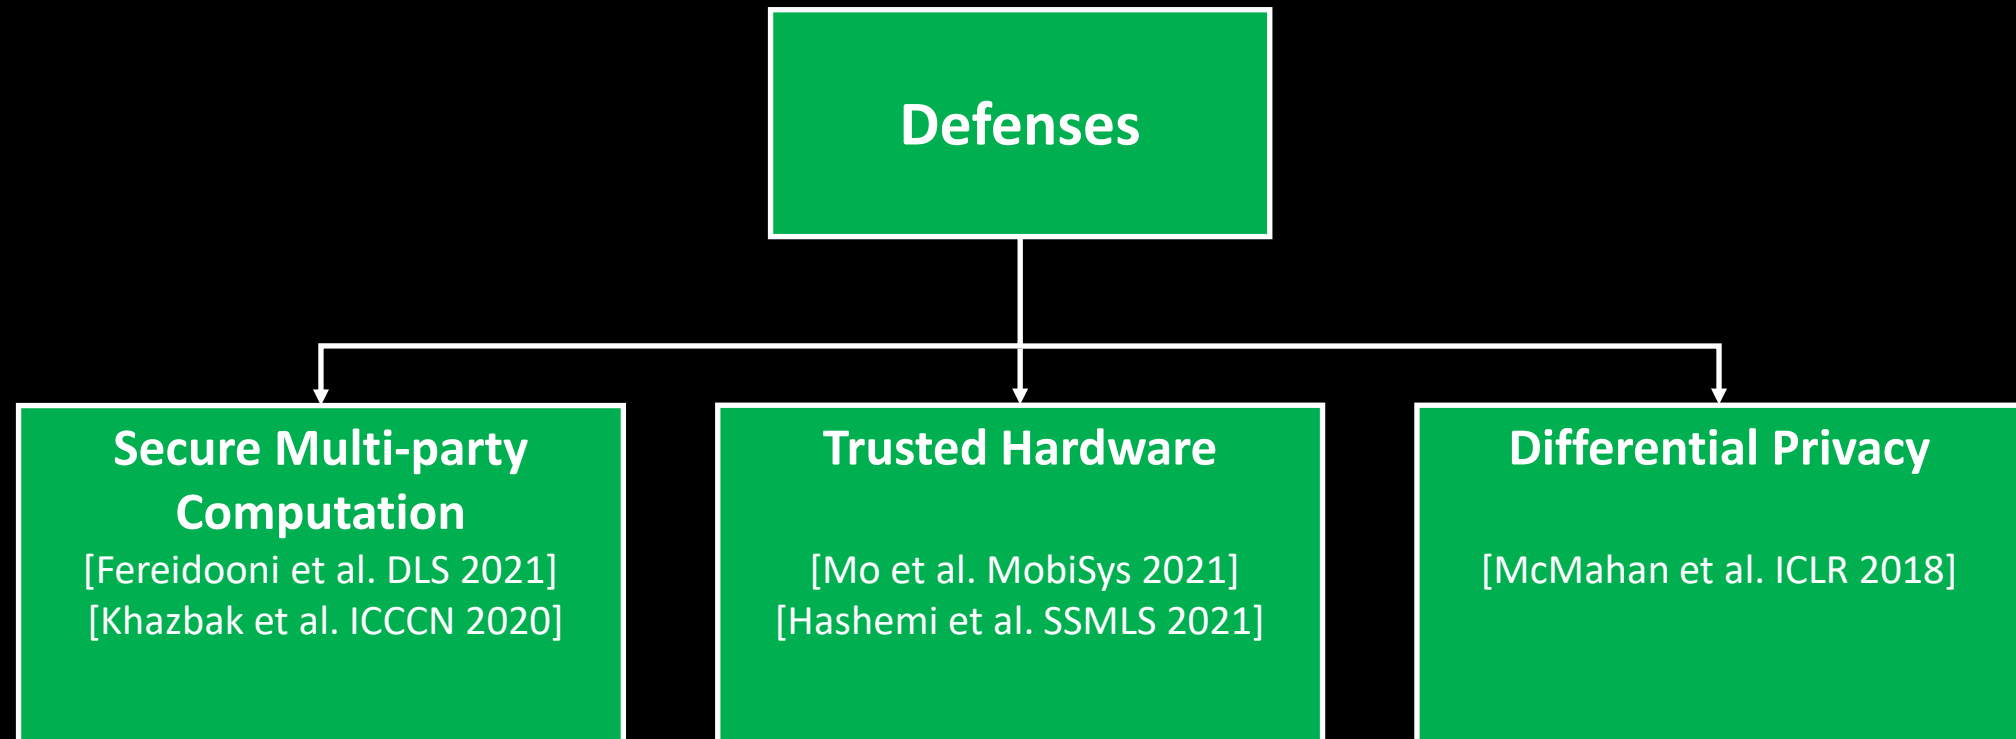 Defenses
Secure Multi-party
Computation
[Fereidooni et al. DLS 2021]
[Khazbak et al. ICCCN 2020]
Trusted Hardware
[Mo et al. MobiSys 2021]
[Hashemi et al. SSMLS 2021]
Differential Privacy
[McMahan et al. ICLR 2018]